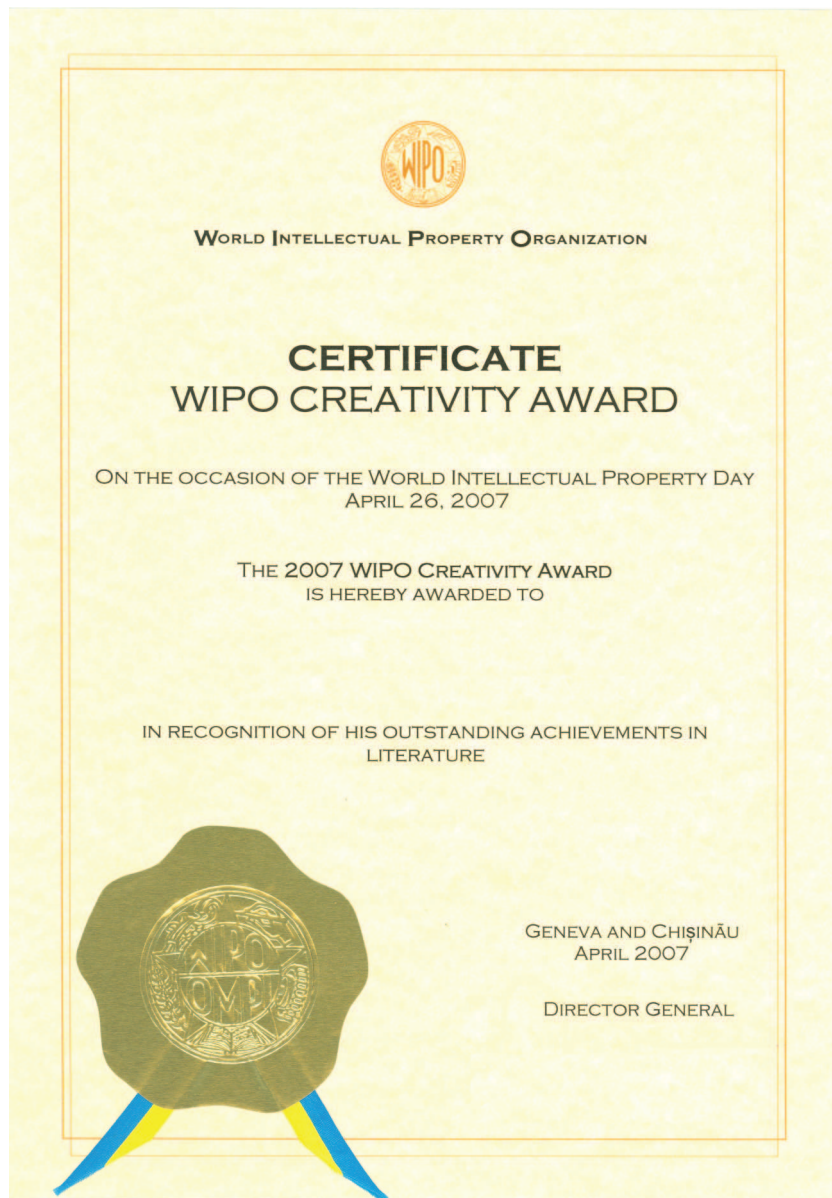 WIPO
WORLD INTELLECTUAL PROPERTY ORGANIZATION
CERTIFICATE
WIPO CREATIVITY AWARD
ON THE OCCASION OF THE WORLD INTELLECTUAL PROPERTY DAY
APRIL 26, 2007
THE 2007 WIPO CREATIVITY AWARD
IS HEREBY AWARDED TO
IN RECOGNITION OF HIS OUTSTANDING ACHIEVEMENTS IN
LITERATURE
WIPO
OMPI
GENEVA AND CHIȘINĂU
APRIL 2007
DIRECTOR GENERAL